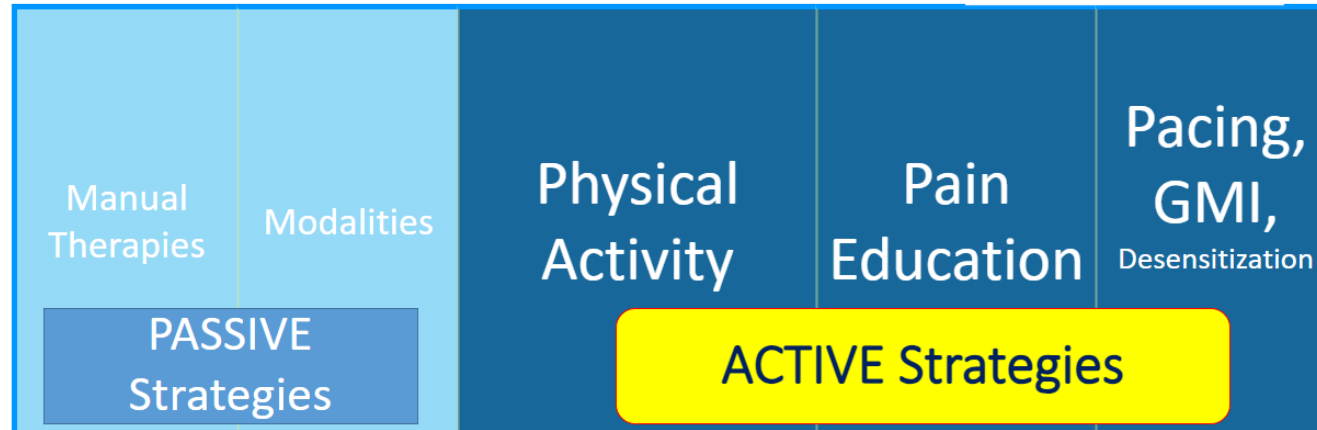 Manual
Therapies
Modalities
Physical
Activity
Pain
Education
Pacing,
GMI,
Desensitization
PASSIVE
Strategies
ACTIVE Strategies